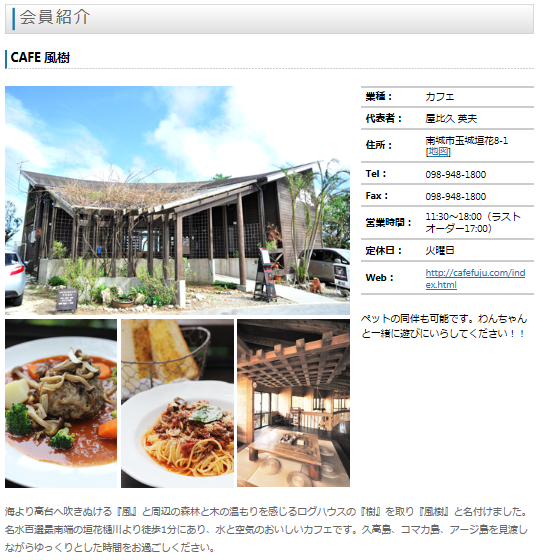 会員紹介
CAFE 風樹
業種： カフェ
代表者： 屋比久 英夫
住所： 南城市玉城垣花8-1
[地図]
Tel： 098-948-1800
Fax： 098-948-1800
営業時間： 11:30～18:00（ラスト
オーダー17:00）
定休日： 火曜日
Web： http://cafefuju.com/ind
ex.html
ペットの同伴も可能です。わんちゃん
と一緒に遊びにいらしてください！！
海より高台へ吹きぬける『風』と周辺の森林と木の温もりを感じるログハウスの『樹』を取り『風樹』と名付けました。
名水百選最南端の垣花樋川より徒歩1分にあり、水と空気のおいしいカフェです。久高島、コマカ島、アージ島を見渡し
ながらゆっくりとした時間をお過ごしください。